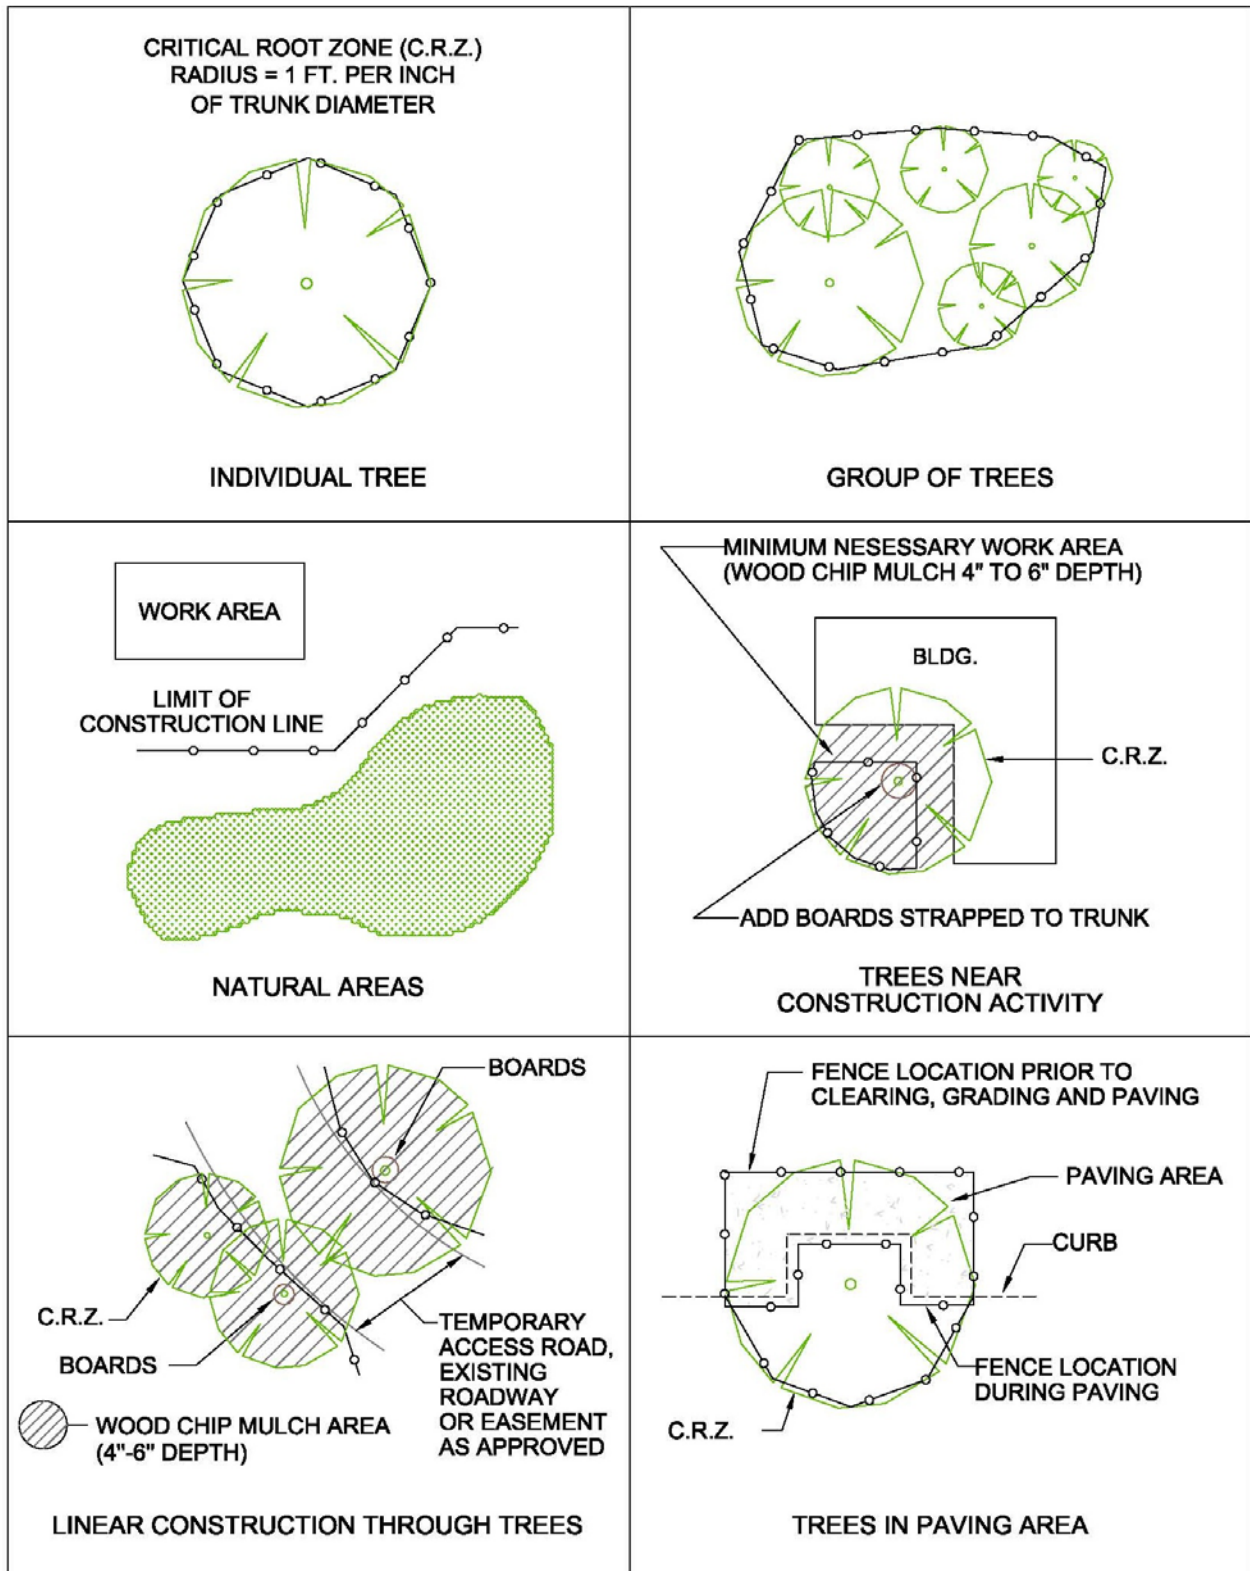 CRITICAL ROOT ZONE (C.R.Z.)
RADIUS = 1 FT. PER INCH
OF TRUNK DIAMETER
INDIVIDUAL TREE
GROUP OF TREES
WORK AREA
LIMIT OF
CONSTRUCTION LINE
NATURAL AREAS
MINIMUM NESESSARY WORK AREA
(WOOD CHIP MULCH 4" TO 6" DEPTH)
BLDG.
C.R.Z.
ADD BOARDS STRAPPED TO TRUNK
TREES NEAR
CONSTRUCTION ACTIVITY
BOARDS
C.R.Z.
BOARDS
TEMPORARY
ACCESS ROAD,
EXISTING
ROADWAY
OR EASEMENT
AS APPROVED
WOOD CHIP MULCH AREA
(4"-6" DEPTH)
LINEAR CONSTRUCTION THROUGH TREES
FENCE LOCATION PRIOR TO
CLEARING, GRADING AND PAVING
PAVING AREA
CURB
FENCE LOCATION
DURING PAVING
C.R.Z.
TREES IN PAVING AREA